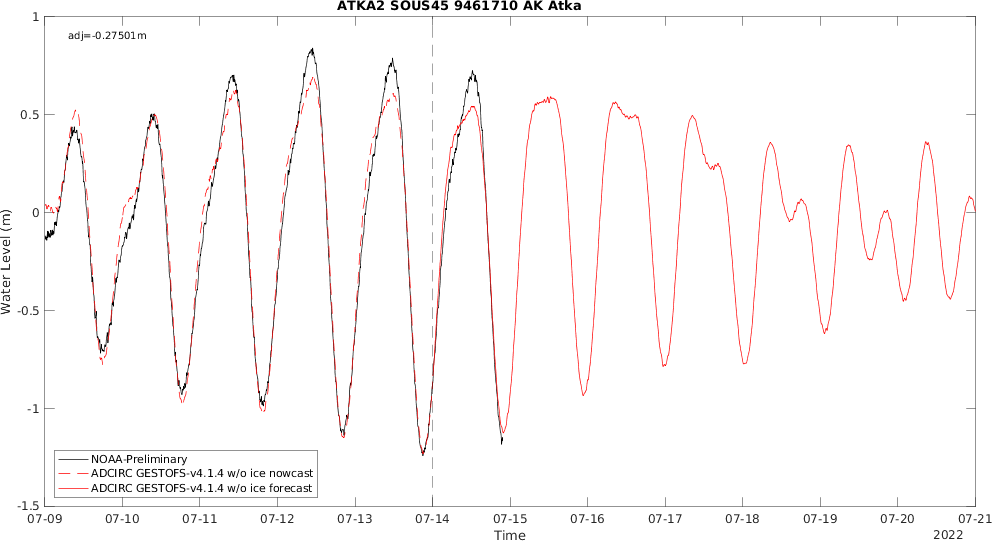 ATKA2 SOUS45 9461710 AK Atka
adj=-0.27501m
1
0.5
0
-0.5
-1
-1.5
Water Level (m)
NOAA-Preliminary
ADCIRC GESTOFS-v4.1.4 w/o ice nowcast
ADCIRC GESTOFS-v4.1.4 w/o ice forecast
07-09 07-10 07-11 07-12 07-13 07-14 07-15 07-16 07-17 07-18 07-19 07-20 07-21
Time
2022